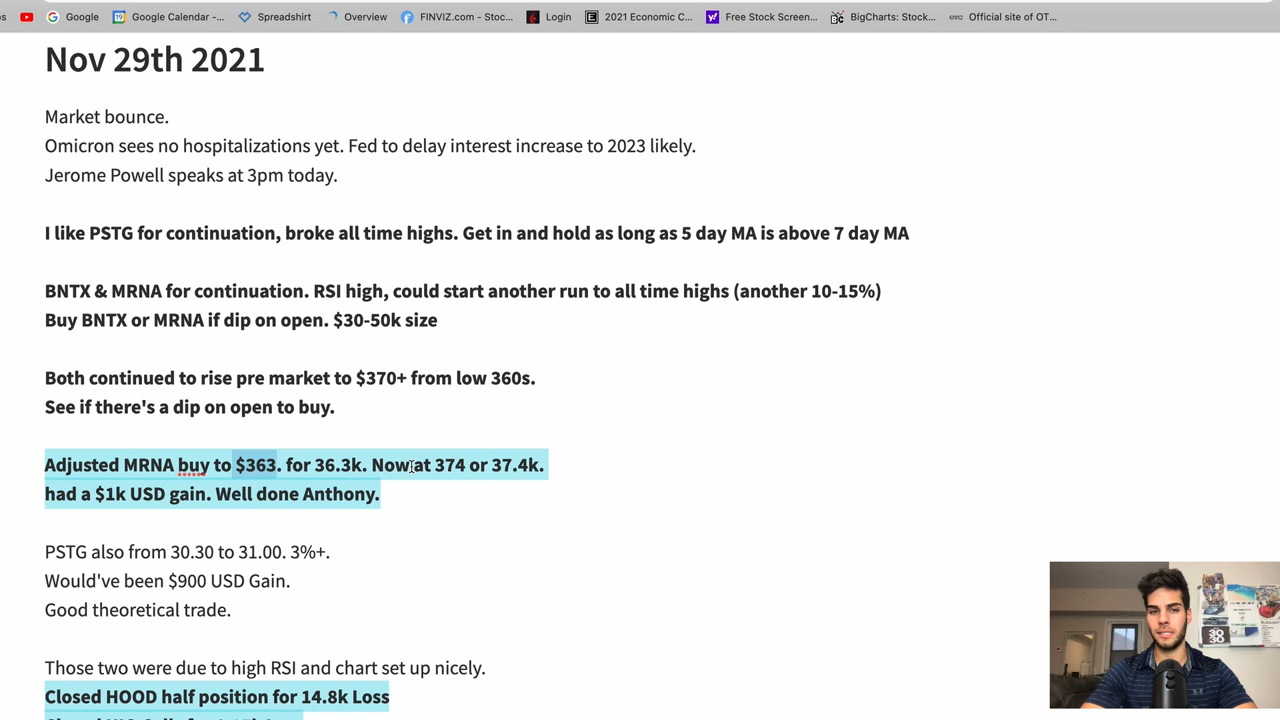 os
Google
Google Calendar -...
Spreadshirt
Overview
FINVIZ.com - Stoc...
Login
2021 Economic C...
Free Stock Screen...
BigCharts: Stock...
Official site of OT...
Nov 29th 2021
Market bounce.
Omicron sees no hospitalizations yet. Fed to delay interest increase to 2023 likely.
Jerome Powell speaks at 3pm today.
I like PSTG for continuation, broke all time highs. Get in and hold as long as 5 day MA is above 7 day MA
BNTX & MRNA for continuation. RSI high, could start another run to all time highs (another 10-15%)
Buy BNTX or MRNA if dip on open. $30-50k size
Both continued to rise pre market to $370+ from low 360s.
See if there's a dip on open to buy.
Adjusted MRNA buy to $363. for 36.3k. Now at 374 or 37.4k.
had a $1k USD gain. Well done Anthony.
PSTG also from 30.30 to 31.00. 3%+.
Would've been $900 USD Gain.
Good theoretical trade.
Those two were due to high RSI and chart set up nicely.
Closed HOOD half position for 14.8k Loss